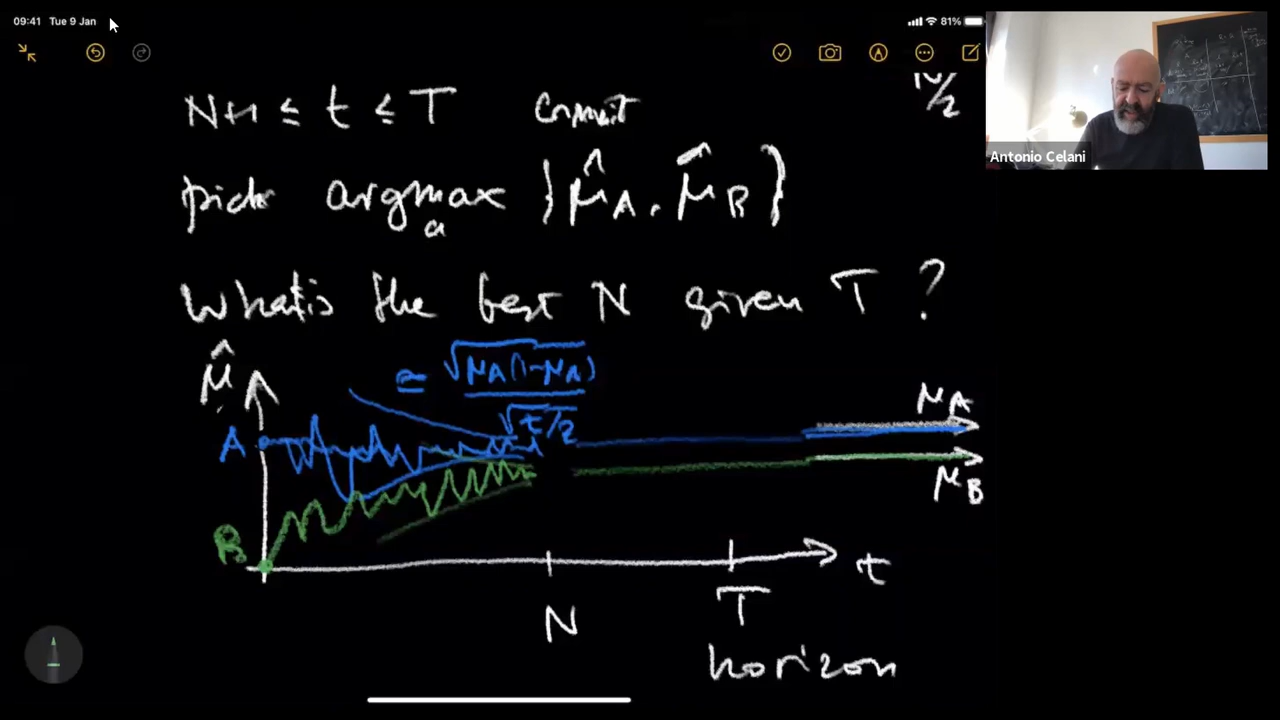 09:41 Tue 9 Jan
81%
N/2
N+1 ≤ t ≤ T commit
Antonio Celani
pick argmax {μ̂A, μ̂B}
a
What's the best N given T ?
μ̂
≅ √μA(1-μA)
√t/2
μA
A
μB
B
t
N
T
horizon